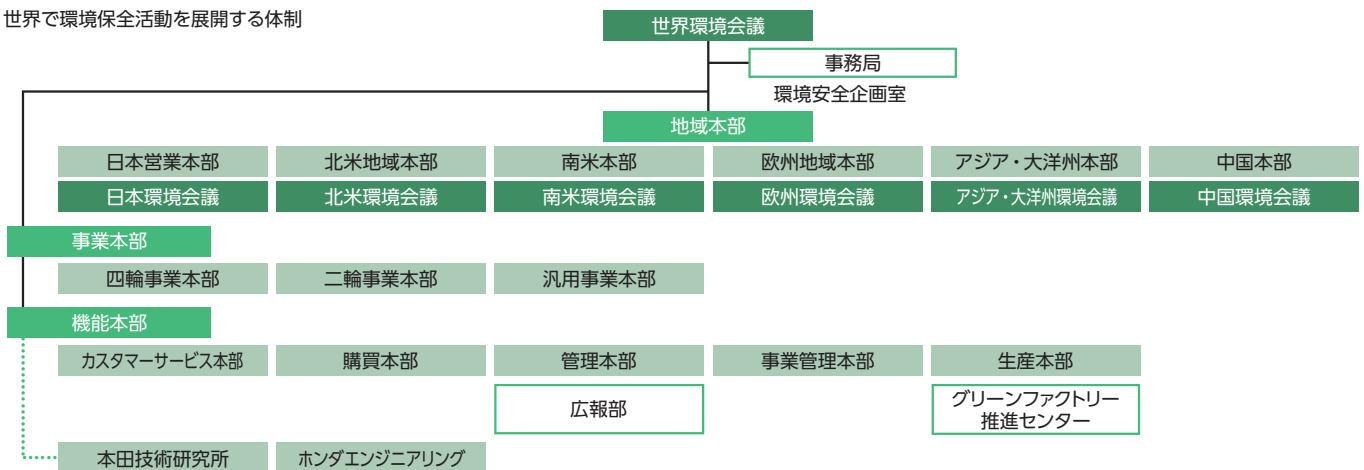 世界で環境保全活動を展開する体制
世界環境会議
事務局
環境安全企画室
地域本部
日本営業本部 北米地域本部 南米本部 欧州地域本部 アジア・大洋州本部 中国本部
日本環境会議 北米環境会議 南米環境会議 欧州環境会議 アジア・大洋州環境会議 中国環境会議
事業本部
四輪事業本部 二輪事業本部 汎用事業本部
機能本部
カスタマーサービス本部 購買本部 管理本部 事業管理本部 生産本部
広報部
グリーンファクトリー
推進センター
本田技術研究所 ホンダエンジニアリング